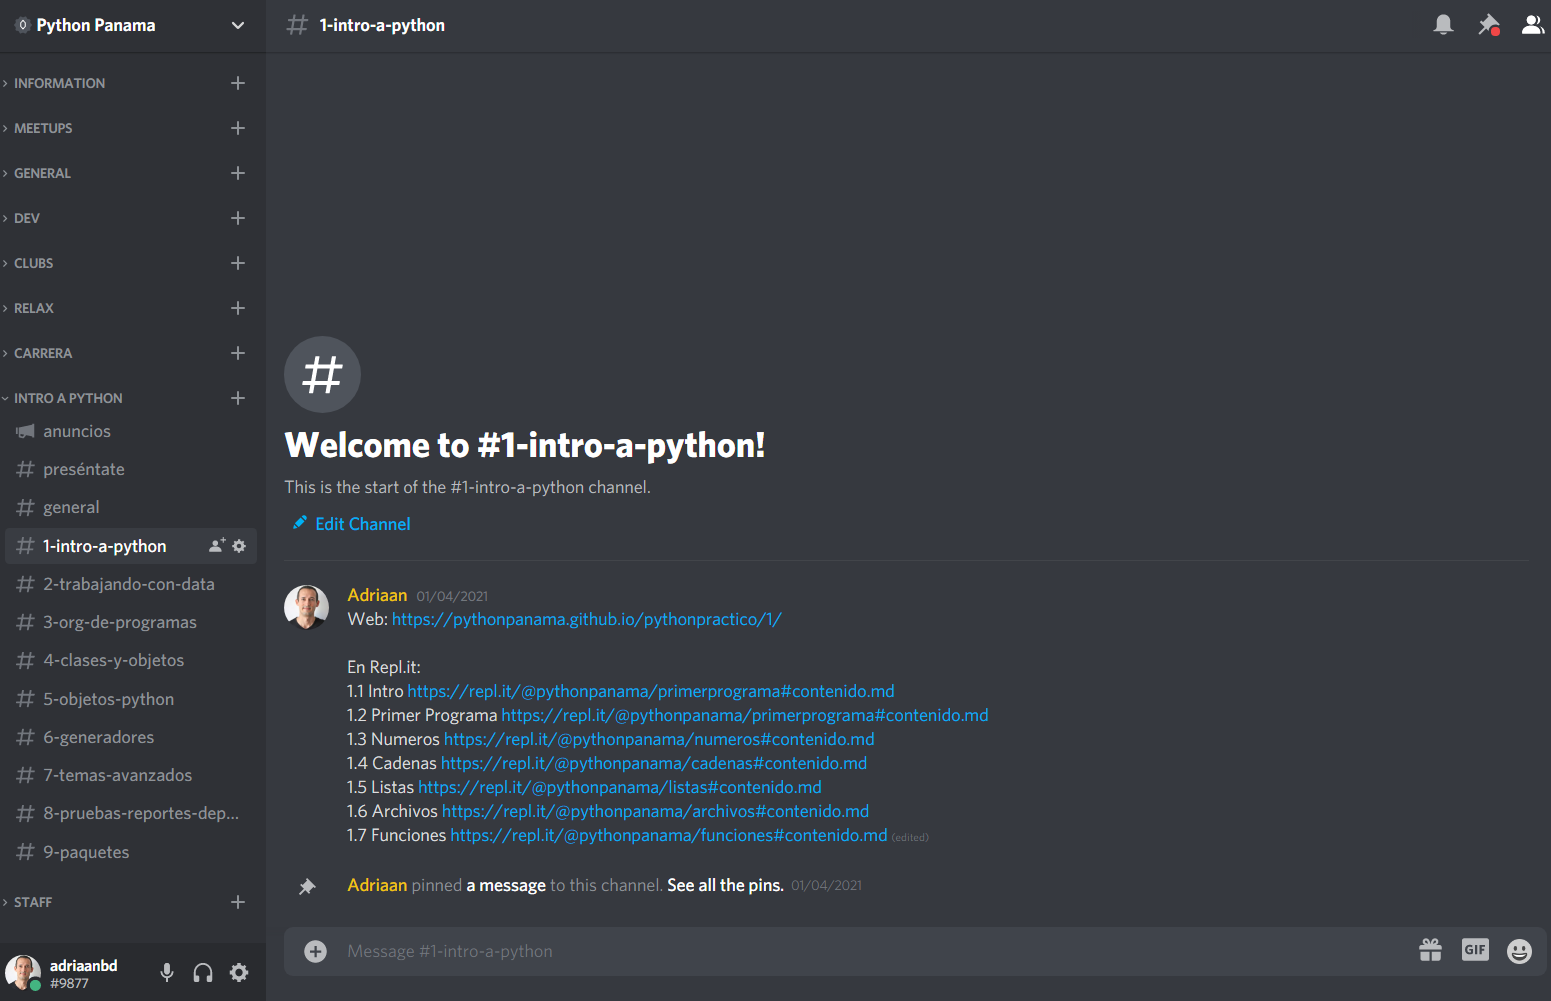 Python Panama
INFORMATION
MEETUPS
GENERAL
DEV
CLUBS
RELAX
CARRERA
INTRO A PYTHON
anuncios
preséntate
general
1-intro-a-python
2-trabajando-con-data
3-org-de-programas
4-clases-y-objetos
5-objetos-python
6-generadores
7-temas-avanzados
8-pruebas-reportes-dep...
9-paquetes
STAFF
adriaanbd
#9877
1-intro-a-python
Welcome to #1-intro-a-python!
This is the start of the #1-intro-a-python channel.
Edit Channel
Adriaan 01/04/2021
Web: https://pythonpanama.github.io/pythonpractico/1/
En Repl.it:
1.1 Intro https://repl.it/@pythonpanama/primerprograma#contenido.md
1.2 Primer Programa https://repl.it/@pythonpanama/primerprograma#contenido.md
1.3 Numeros https://repl.it/@pythonpanama/numeros#contenido.md
1.4 Cadenas https://repl.it/@pythonpanama/cadenas#contenido.md
1.5 Listas https://repl.it/@pythonpanama/listas#contenido.md
1.6 Archivos https://repl.it/@pythonpanama/archivos#contenido.md
1.7 Funciones https://repl.it/@pythonpanama/funciones#contenido.md (edited)
Adriaan pinned a message to this channel. See all the pins. 01/04/2021
Message #1-intro-a-python
GIF